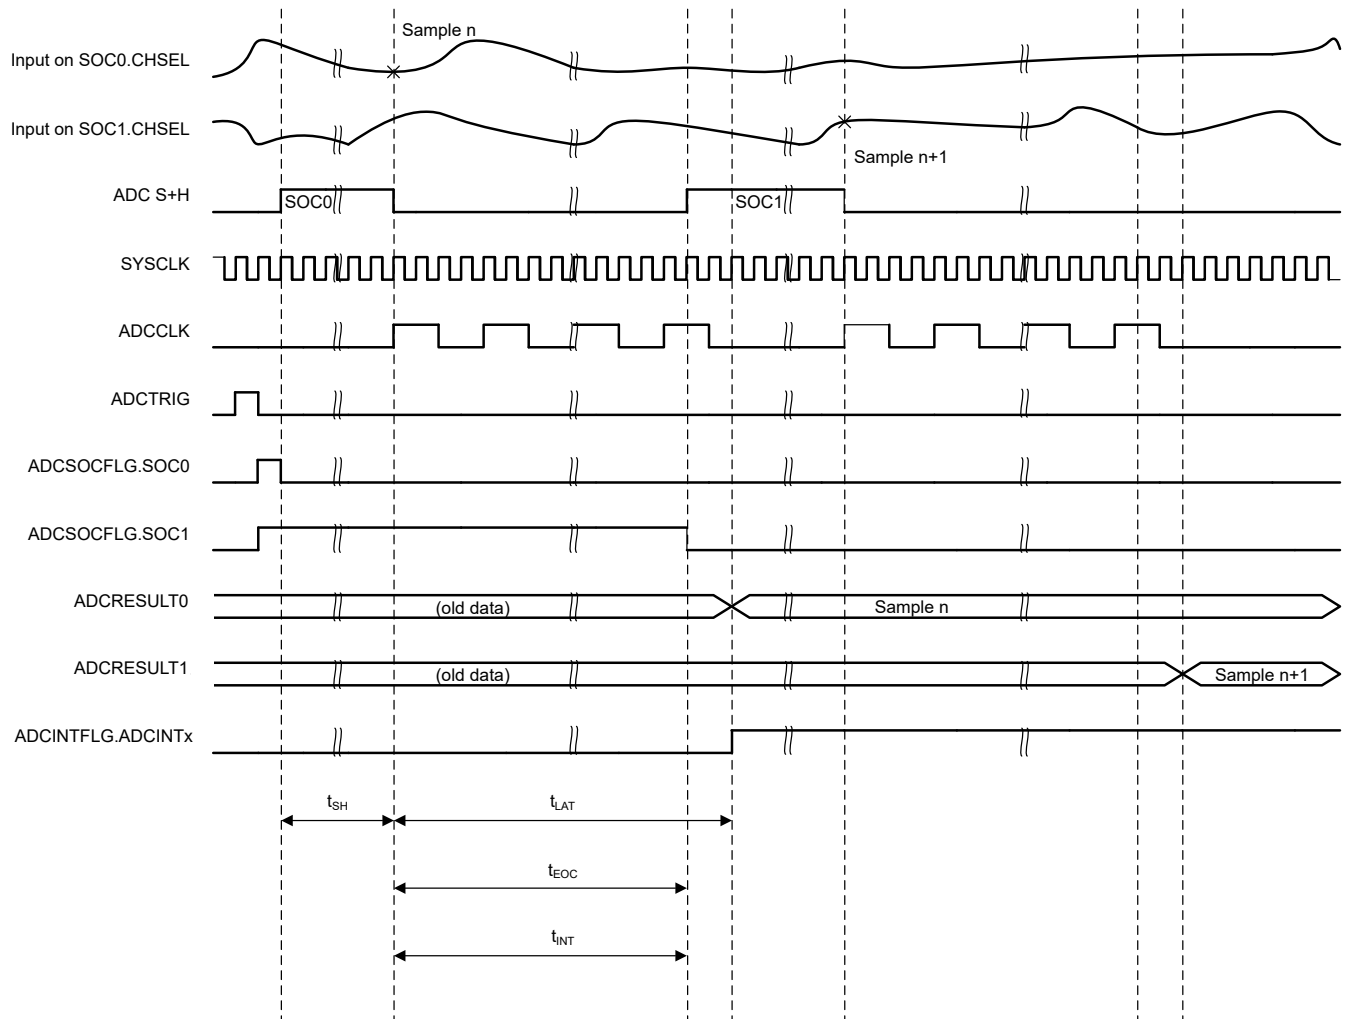 Sample n
Input on SOC0.CHSEL
Input on SOC1.CHSEL
Sample n+1
ADC S+H
SOC0
SOC1
SYSCLK
ADCCLK
ADCTRIG
ADCSOCFLG.SOC0
ADCSOCFLG.SOC1
ADCRESULT0
(old data)
Sample n
ADCRESULT1
(old data)
Sample n+1
ADCINTFLG.ADCINTx
tSH
tLAT
tEOC
tINT